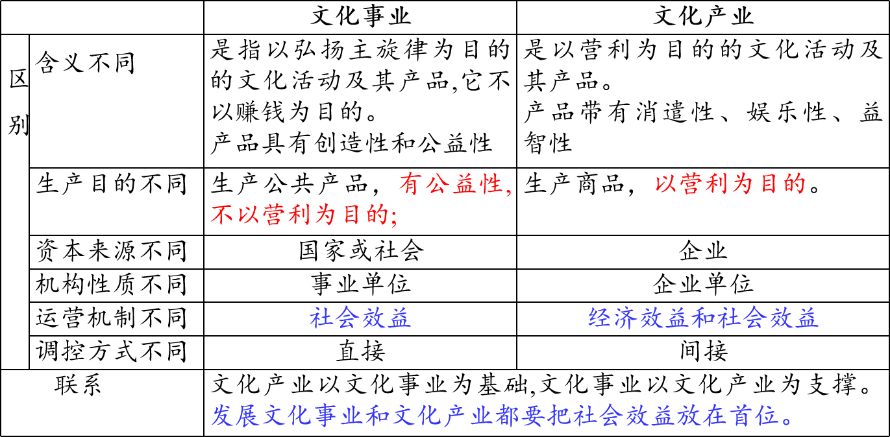 文化事业 文化产业
区别
含义不同
是指以弘扬主旋律为目的
的文化活动及其产品,它不
以赚钱为目的。
产品具有创造性和公益性
是以营利为目的的文化活动及
其产品。
产品带有消遣性、娱乐性、益
智性
生产目的不同
生产公共产品，有公益性,
不以营利为目的;
生产商品，以营利为目的。
资本来源不同 国家或社会 企业
机构性质不同 事业单位 企业单位
运营机制不同 社会效益 经济效益和社会效益
调控方式不同 直接 间接
联系
文化产业以文化事业为基础,文化事业以文化产业为支撑。
发展文化事业和文化产业都要把社会效益放在首位。